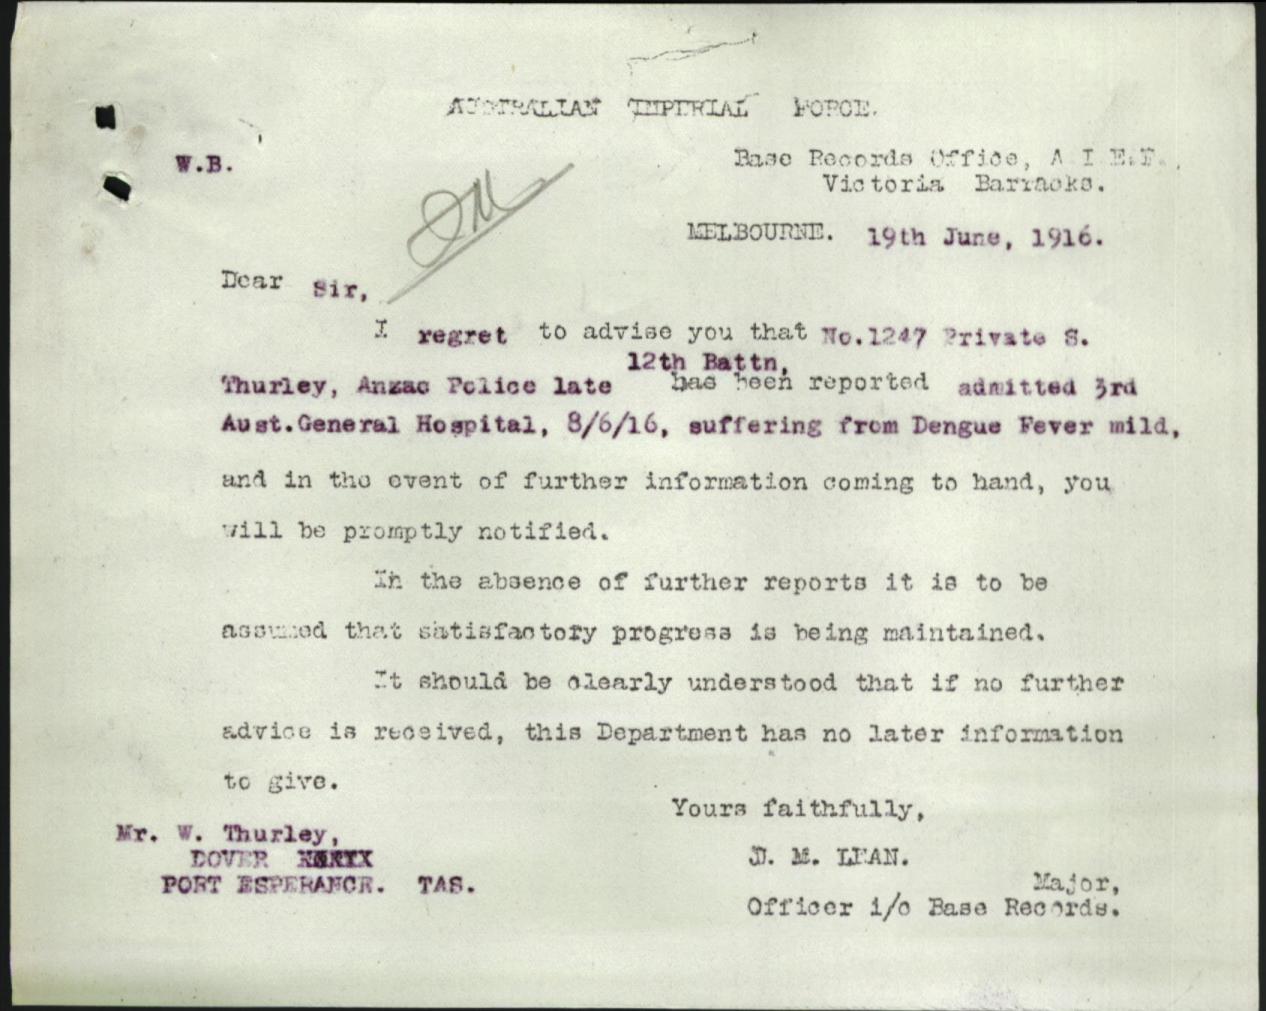 AUSTRALIAN IMPERIAL FORCE.
W.B.
Base Records Office, A I E.F.,
Victoria Barracks.
MELBOURNE. 19th June, 1916.
Dear Sir,
I regret to advise you that No.1247 Private S.
12th Battn,
Thurley, Anzac Police late has been reported admitted 3rd
Aust.General Hospital, 8/6/16, suffering from Dengue Fever mild,
and in the event of further information coming to hand, you
will be promptly notified.
In the absence of further reports it is to be
assumed that satisfactory progress is being maintained.
It should be clearly understood that if no further
advice is received, this Department has no later information
to give.
Yours faithfully,
Mr. W. Thurley,
DOVER
J. M. LEAN.
PORT ESPERANCE. TAS.
Major,
Officer i/c Base Records.